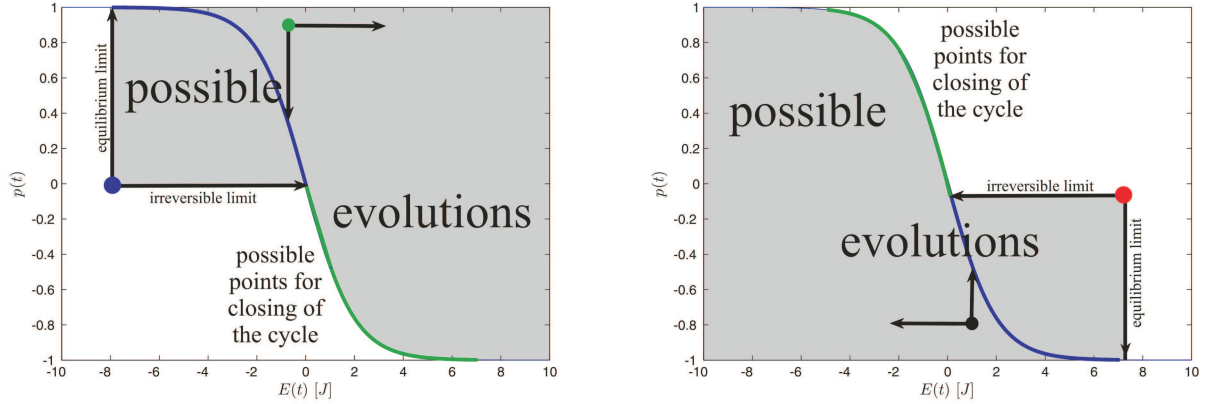 1
0.8
0.6
0.4
0.2
0
-0.2
-0.4
-0.6
-0.8
-1
p(t)
-10 -8 -6 -4 -2 0 2 4 6 8 10
E(t) [J]
equilibrium limit
possible
irreversible limit
evolutions
possible
points for
closing of
the cycle
1
0.8
0.6
0.4
0.2
0
-0.2
-0.4
-0.6
-0.8
-1
p(t)
-10 -8 -6 -4 -2 0 2 4 6 8 10
E(t) [J]
possible
points for
closing of
the cycle
possible
irreversible limit
evolutions
equilibrium limit